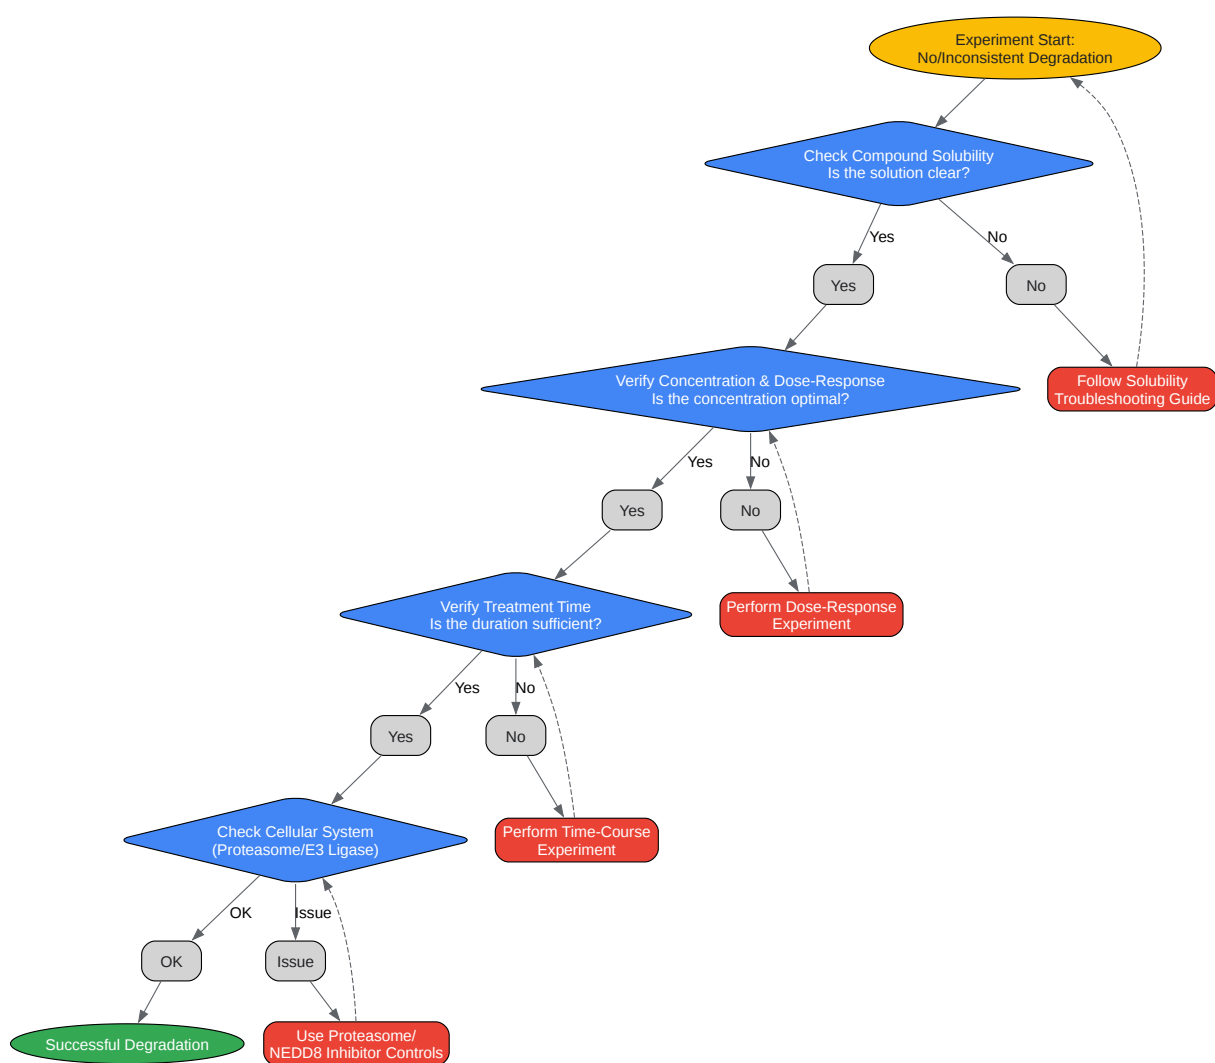 Experiment Start:
No/Inconsistent Degradation
Check Compound Solubility
Is the solution clear?
Yes
No
Yes
No
Verify Concentration & Dose-Response
Is the concentration optimal?
Follow Solubility
Troubleshooting Guide
Yes
No
Yes
No
Verify Treatment Time
Is the duration sufficient?
Perform Dose-Response
Experiment
Yes
No
Yes
No
Check Cellular System
(Proteasome/E3 Ligase)
Perform Time-Course
Experiment
OK
Issue
OK
Issue
Successful Degradation
Use Proteasome/
NEDD8 Inhibitor Controls